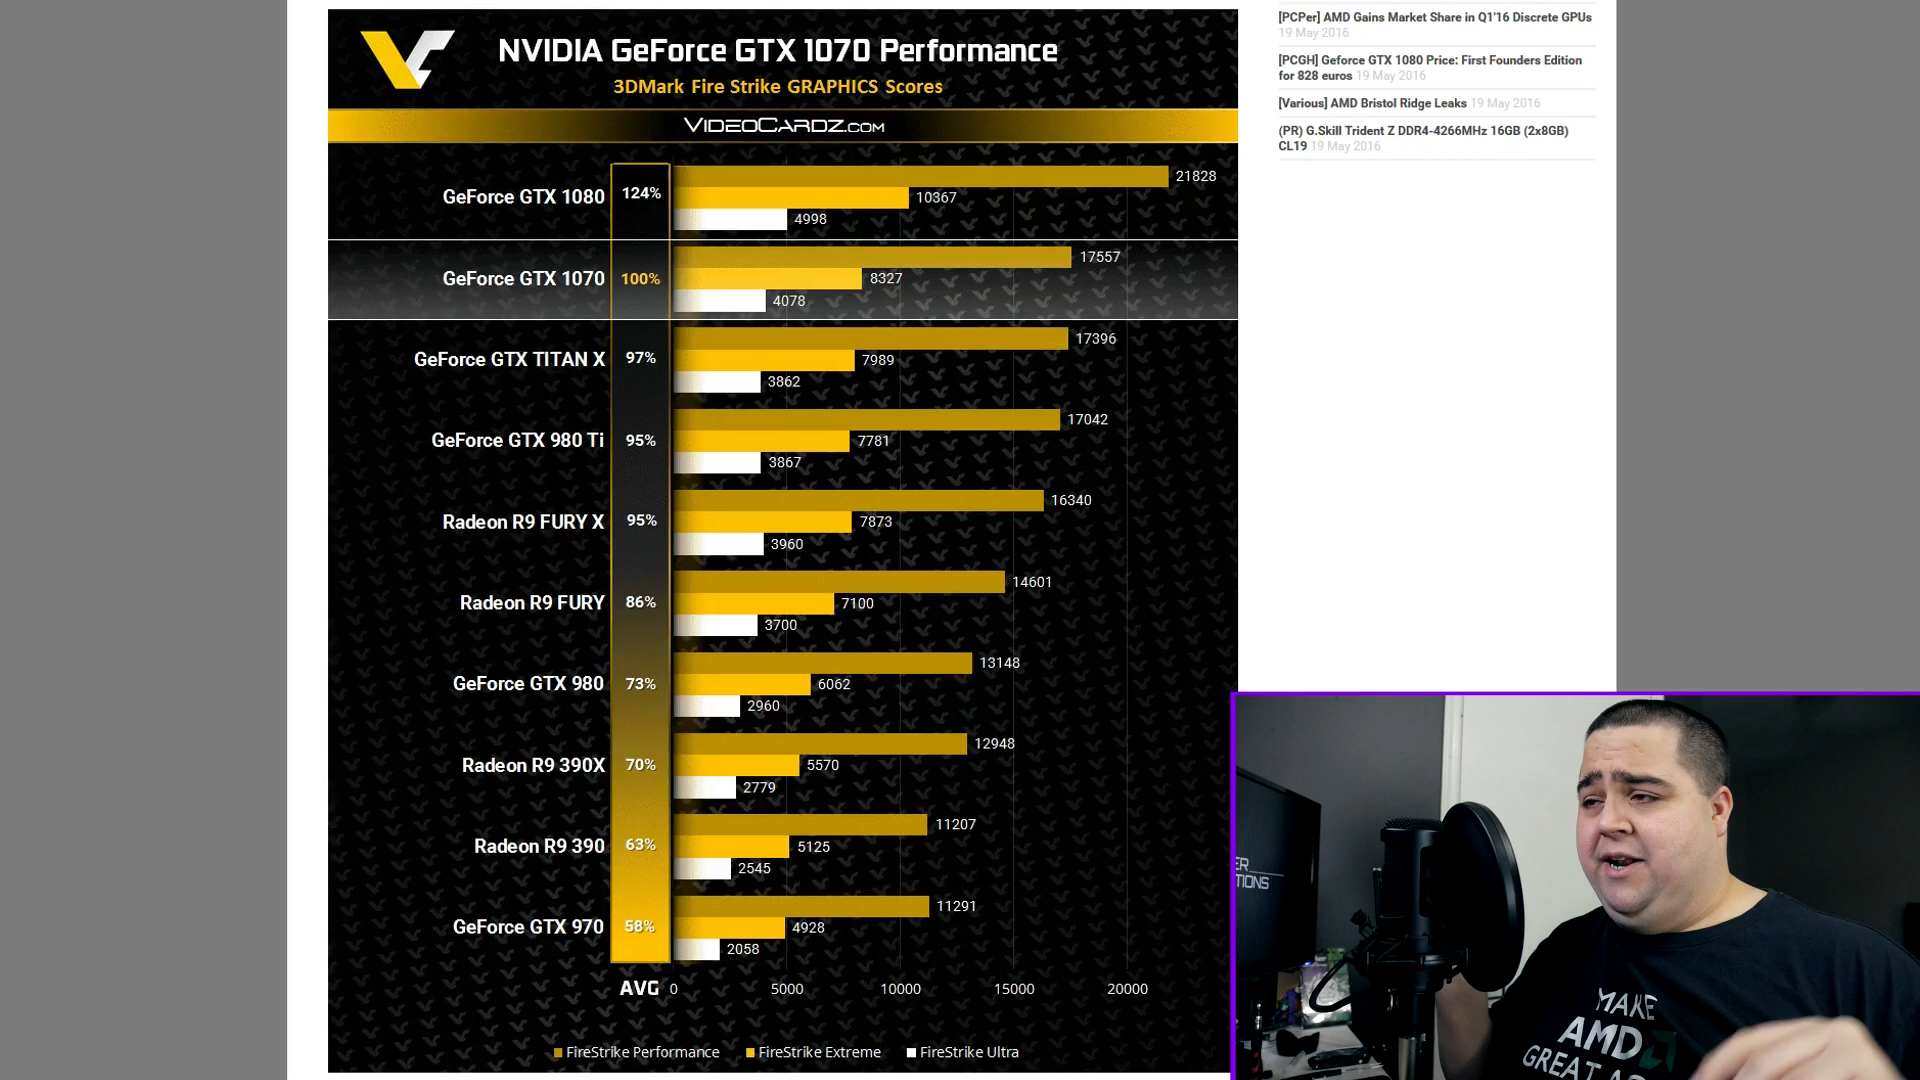 NVIDIA GeForce GTX 1070 Performance
3DMark Fire Strike GRAPHICS Scores
VIDEOCARDZ.COM
GeForce GTX 1080 124% 21828
10367
4998
GeForce GTX 1070 100% 17557
8327
4078
GeForce GTX TITAN X 97% 17396
7989
3862
GeForce GTX 980 Ti 95% 17042
7781
3867
Radeon R9 FURY X 95% 16340
7873
3960
Radeon R9 FURY 86% 14601
7100
3700
GeForce GTX 980 73% 13148
6062
2960
Radeon R9 390X 70% 12948
5570
2779
Radeon R9 390 63% 11207
5125
2545
GeForce GTX 970 58% 11291
4928
2058
AVG 0 5000 10000 15000 20000
FireStrike Performance FireStrike Extreme FireStrike Ultra
[PCPer] AMD Gains Market Share in Q1'16 Discrete GPUs
19 May 2016
[PCGH] Geforce GTX 1080 Price: First Founders Edition
for 828 euros 19 May 2016
[Various] AMD Bristol Ridge Leaks 19 May 2016
(PR) G.Skill Trident Z DDR4-4266MHz 16GB (2x8GB)
CL19 19 May 2016
MAKE
AMD
GREAT